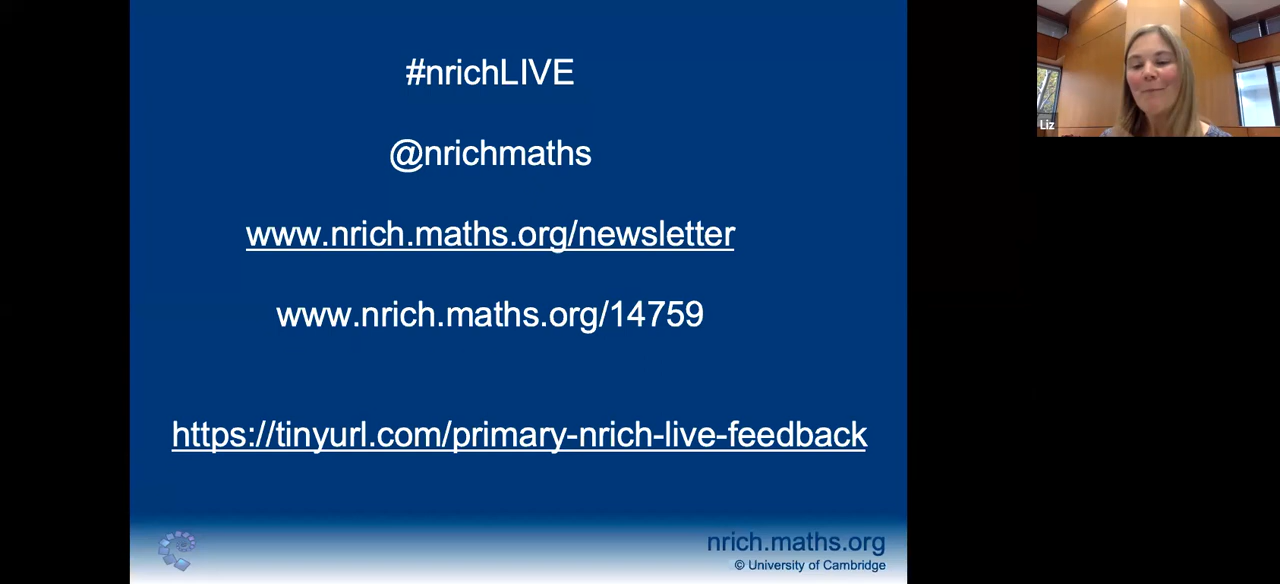 #nrichLIVE
@nrichmaths
www.nrich.maths.org/newsletter
www.nrich.maths.org/14759
https://tinyurl.com/primary-nrich-live-feedback
nrich.maths.org
© University of Cambridge
Liz